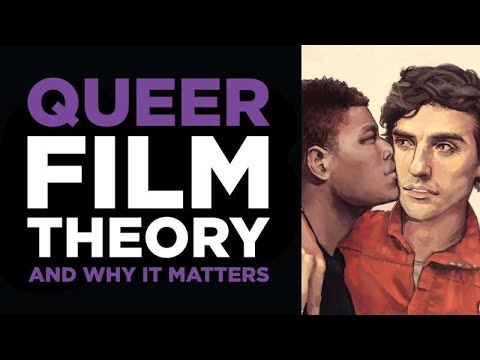 QUEER
FILM
THEORY
AND WHY IT MATTERS